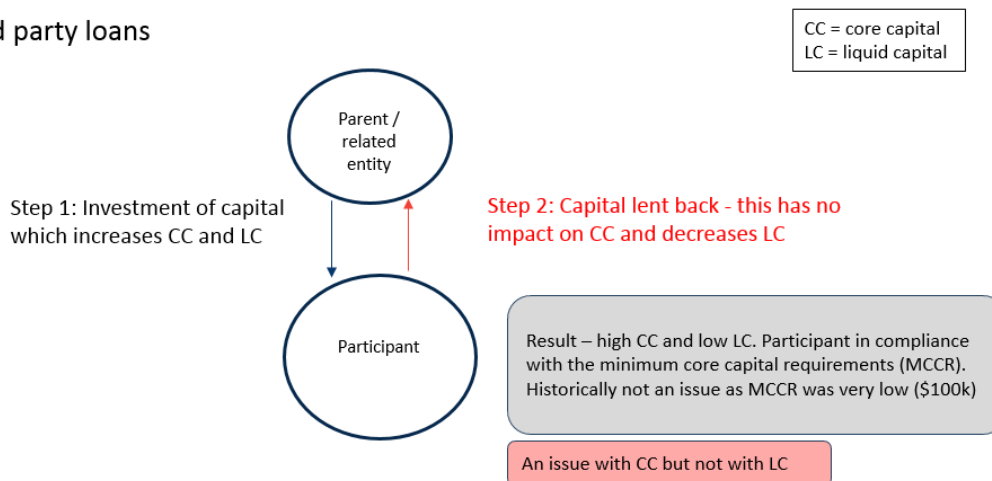 d party loans
CC = core capital
LC = liquid capital
Parent /
related
entity
Step 1: Investment of capital
which increases CC and LC
Step 2: Capital lent back - this has no
impact on CC and decreases LC
Participant
Result – high CC and low LC. Participant in compliance
with the minimum core capital requirements (MCCR).
Historically not an issue as MCCR was very low ($100k)
An issue with CC but not with LC